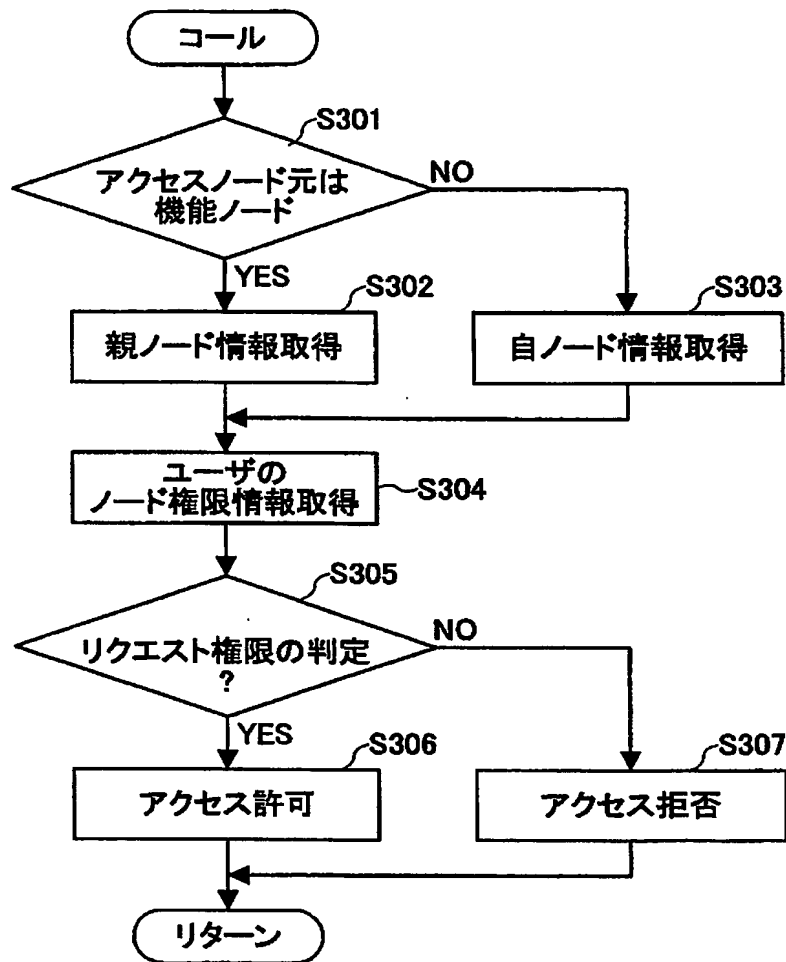 コール
S301
アクセスノード元は
機能ノード
NO
YES
S302
親ノード情報取得
S303
自ノード情報取得
ユーザの
ノード権限情報取得
S304
S305
リクエスト権限の判定
?
NO
YES
S306
アクセス許可
S307
アクセス拒否
リターン